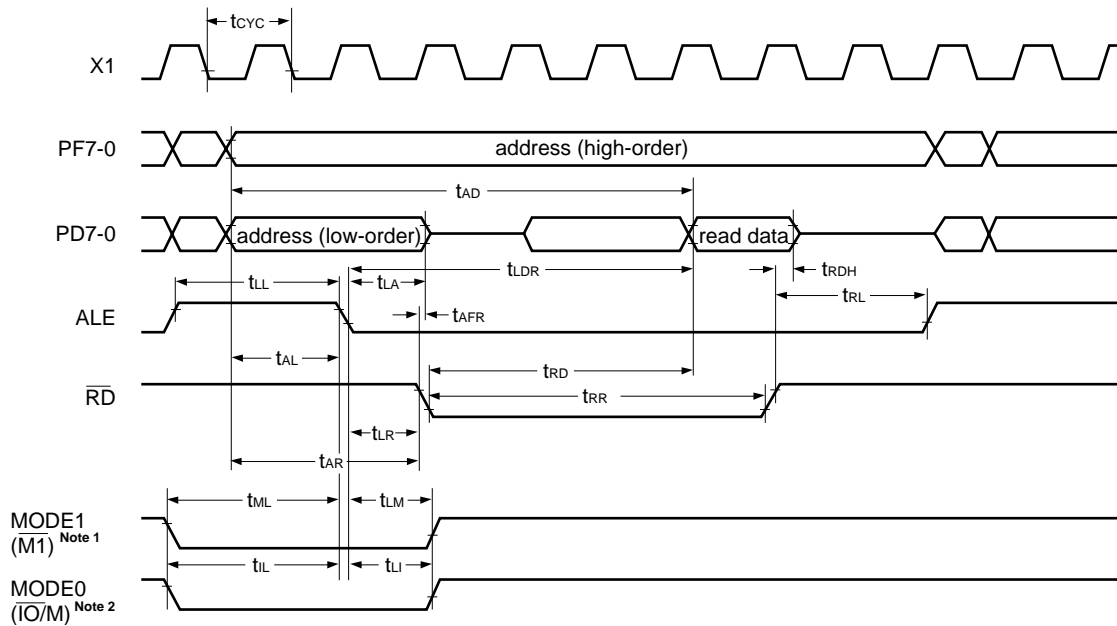 tCYC
X1
PF7-0
address (high-order)
tAD
PD7-0
address (low-order)
read data
tLDR
tRDH
tLL
tLA
tRL
ALE
tAFR
tAL
tRD
RD
tRR
tLR
tAR
tML
tLM
MODE1
(M1) Note 1
tIL
tLI
MODE0
(IO/M) Note 2